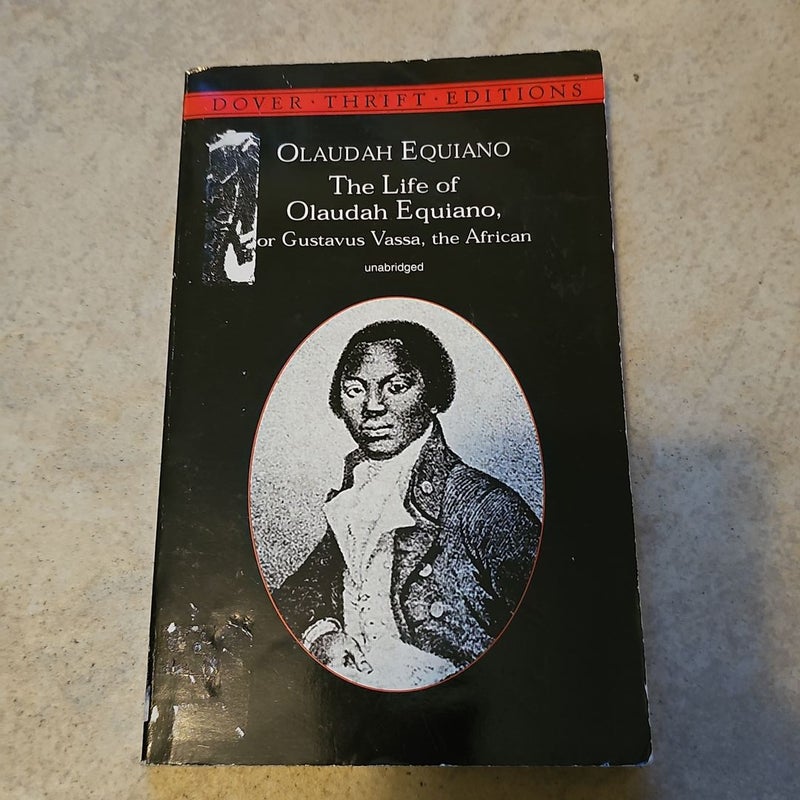 DOVER · THRIFT · EDITIONS
OLAUDAH EQUIANO
The Life of
Olaudah Equiano,
or Gustavus Vassa, the African
unabridged